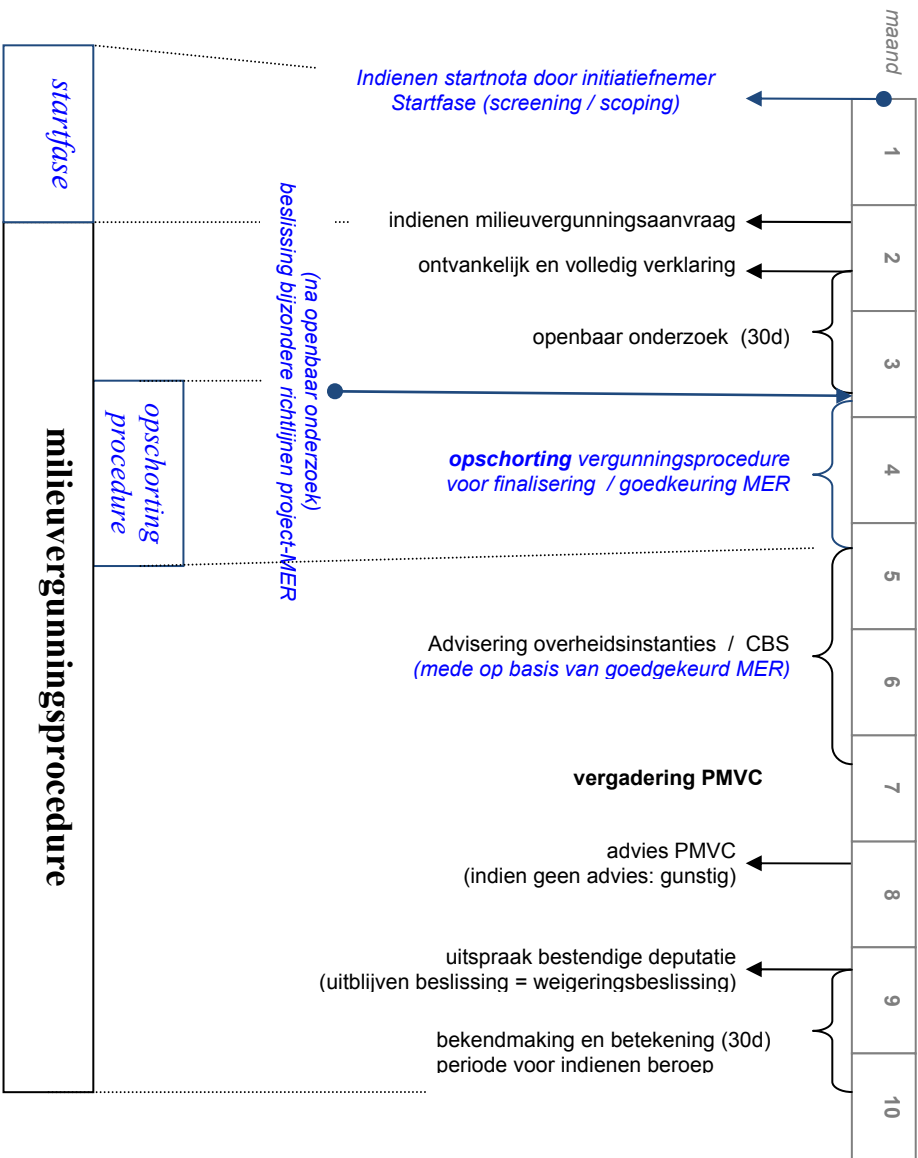 maand
1
2
3
4
5
6
7
8
9
10
Indienen startnota door initiatiefnemer
Startfase (screening / scoping)
indienen milieuvergunningsaanvraag
ontvankelijk en volledig verklaring
openbaar onderzoek (30d)
opschorting vergunningsprocedure
voor finalisering / goedkeuring MER
Advisering overheidsinstanties / CBS
(mede op basis van goedgekeurd MER)
vergadering PMVC
advies PMVC
(indien geen advies: gunstig)
uitspraak bestendige deputatie
(uitblijven beslissing = weigeringsbeslissing)
bekendmaking en betekening (30d)
periode voor indienen beroep
(na openbaar onderzoek)
beslissing bijzondere richtlijnen project-MER
startfase
opschorting
procedure
milieuvergunningsprocedure